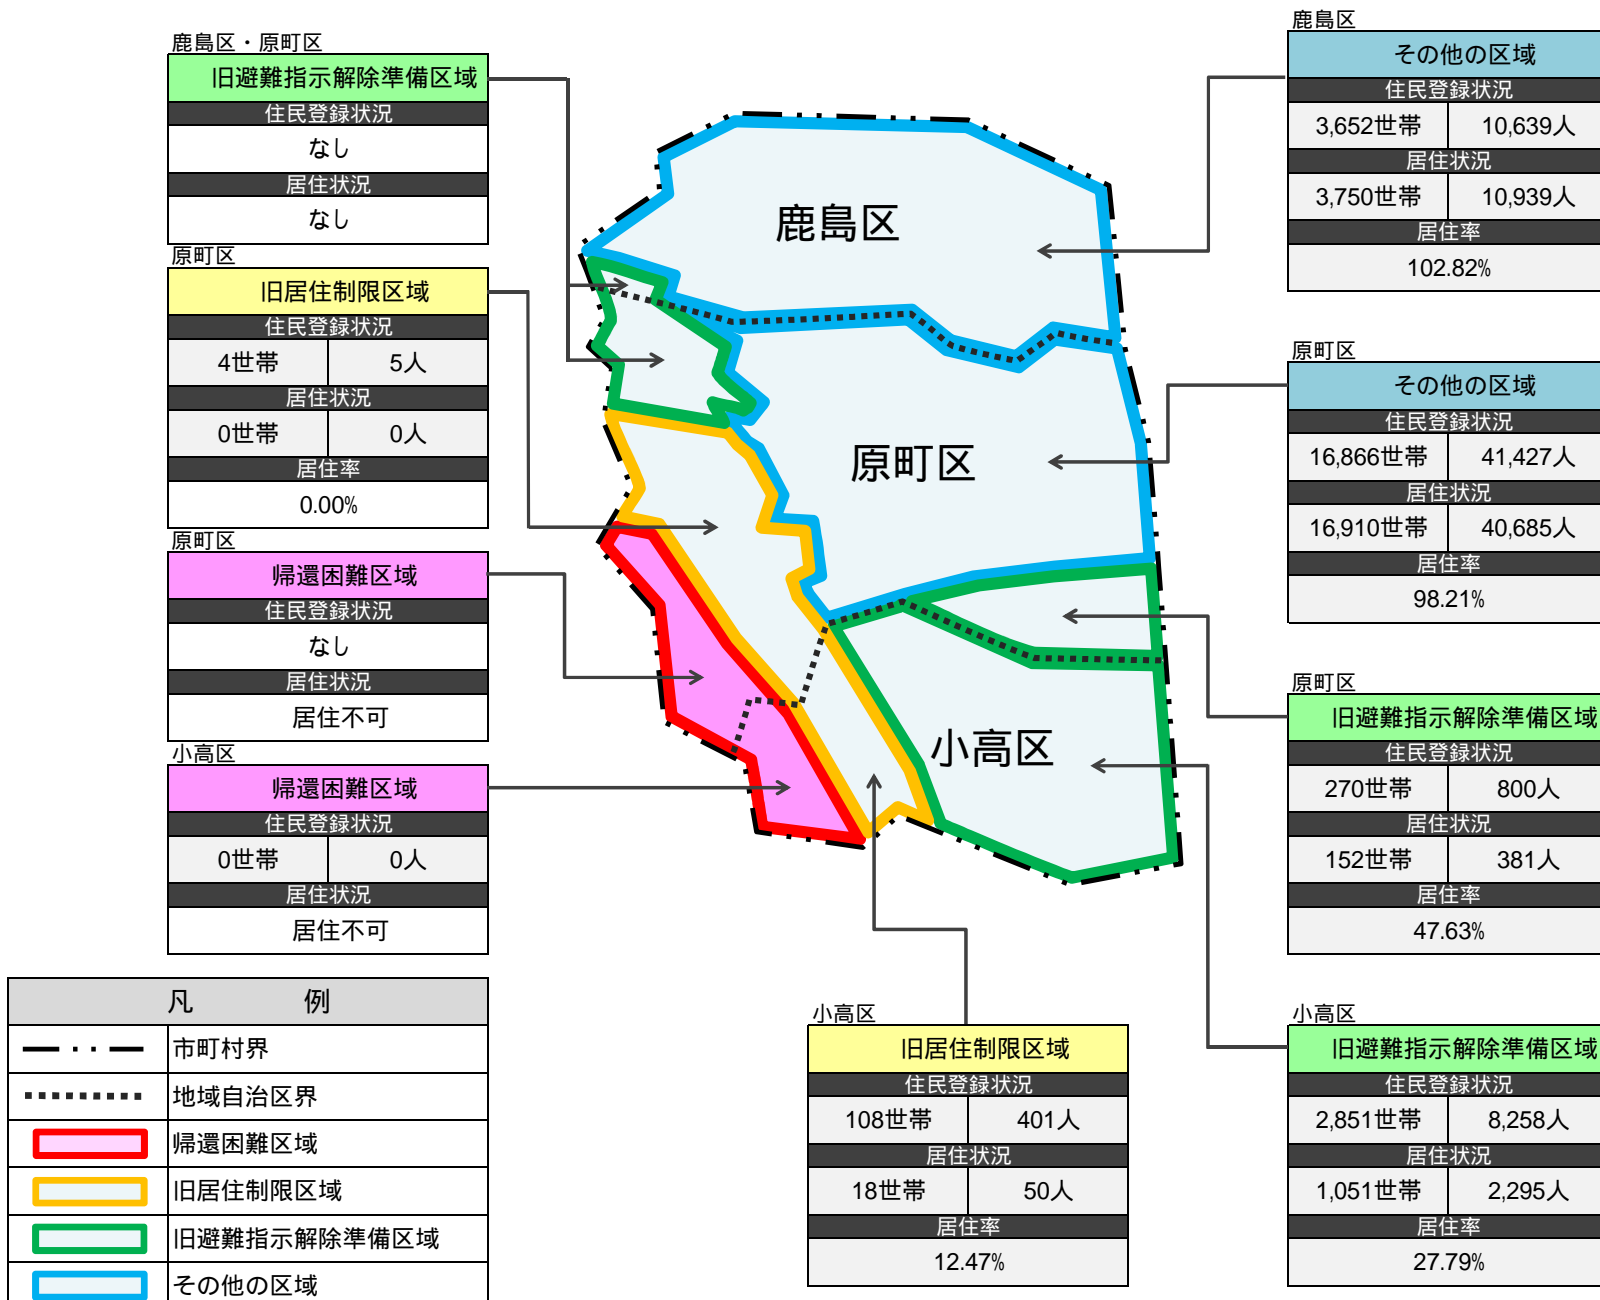 鹿島区・原町区
旧避難指示解除準備区域
住民登録状況
なし
居住状況
なし
原町区
旧居住制限区域
住民登録状況
4世帯 5人
居住状況
0世帯 0人
居住率
0.00%
原町区
帰還困難区域
住民登録状況
なし
居住状況
居住不可
小高区
帰還困難区域
住民登録状況
0世帯 0人
居住状況
居住不可
凡 例
市町村界
地域自治区界
帰還困難区域
旧居住制限区域
旧避難指示解除準備区域
その他の区域
鹿島区
原町区
小高区
小高区
旧居住制限区域
住民登録状況
108世帯 401人
居住状況
18世帯 50人
居住率
12.47%
鹿島区
その他の区域
住民登録状況
3,652世帯 10,639人
居住状況
3,750世帯 10,939人
居住率
102.82%
原町区
その他の区域
住民登録状況
16,866世帯 41,427人
居住状況
16,910世帯 40,685人
居住率
98.21%
原町区
旧避難指示解除準備区域
住民登録状況
270世帯 800人
居住状況
152世帯 381人
居住率
47.63%
小高区
旧避難指示解除準備区域
住民登録状況
2,851世帯 8,258人
居住状況
1,051世帯 2,295人
居住率
27.79%